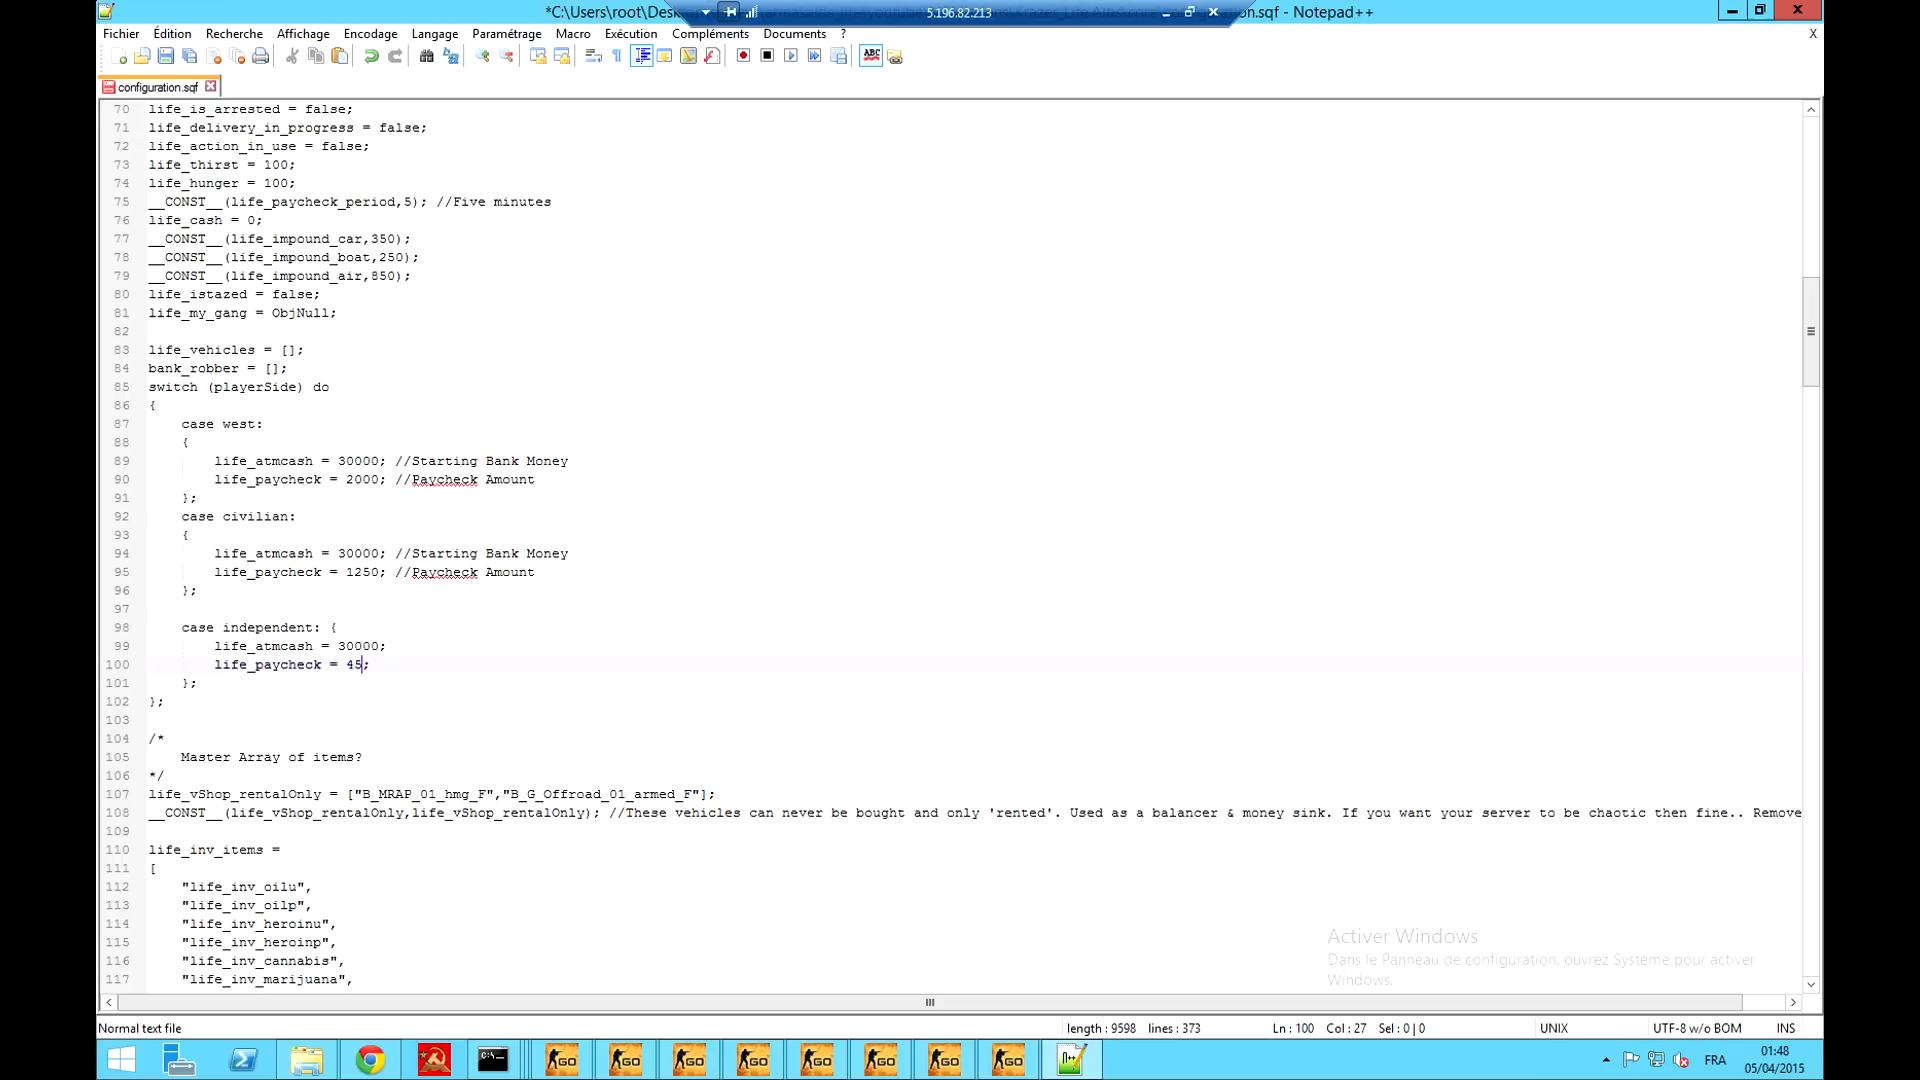 *C:\Users\root\Desk
5.196.82.213
on.sqf - Notepad++
Fichier Édition Recherche Affichage Encodage Langage Paramétrage Macro Exécution Compléments Documents ? X
configuration.sqf
70 life_is_arrested = false;
71 life_delivery_in_progress = false;
72 life_action_in_use = false;
73 life_thirst = 100;
74 life_hunger = 100;
75 __CONST__(life_paycheck_period,5); //Five minutes
76 life_cash = 0;
77 __CONST__(life_impound_car,350);
78 __CONST__(life_impound_boat,250);
79 __CONST__(life_impound_air,850);
80 life_istazed = false;
81 life_my_gang = ObjNull;
82
83 life_vehicles = [];
84 bank_robber = [];
85 switch (playerSide) do
86 {
87 case west:
88 {
89 life_atmcash = 30000; //Starting Bank Money
90 life_paycheck = 2000; //Paycheck Amount
91 };
92 case civilian:
93 {
94 life_atmcash = 30000; //Starting Bank Money
95 life_paycheck = 1250; //Paycheck Amount
96 };
97
98 case independent: {
99 life_atmcash = 30000;
100 life_paycheck = 45;
101 };
102 };
103
104 /*
105 Master Array of items?
106 */
107 life_vShop_rentalOnly = ["B_MRAP_01_hmg_F","B_G_Offroad_01_armed_F"];
108 __CONST__(life_vShop_rentalOnly,life_vShop_rentalOnly); //These vehicles can never be bought and only 'rented'. Used as a balancer & money sink. If you want your server to be chaotic then fine.. Remove
109
110 life_inv_items =
111 [
112 "life_inv_oilu",
113 "life_inv_oilp",
114 "life_inv_heroinu",
115 "life_inv_heroinp",
116 "life_inv_cannabis",
117 "life_inv_marijuana",
Activer Windows
Dans le Panneau de configuration, ouvrez Système pour activer
Windows.
Normal text file length : 9598 lines : 373 Ln : 100 Col : 27 Sel : 0 | 0 UNIX UTF-8 w/o BOM INS
FRA
01:48
05/04/2015